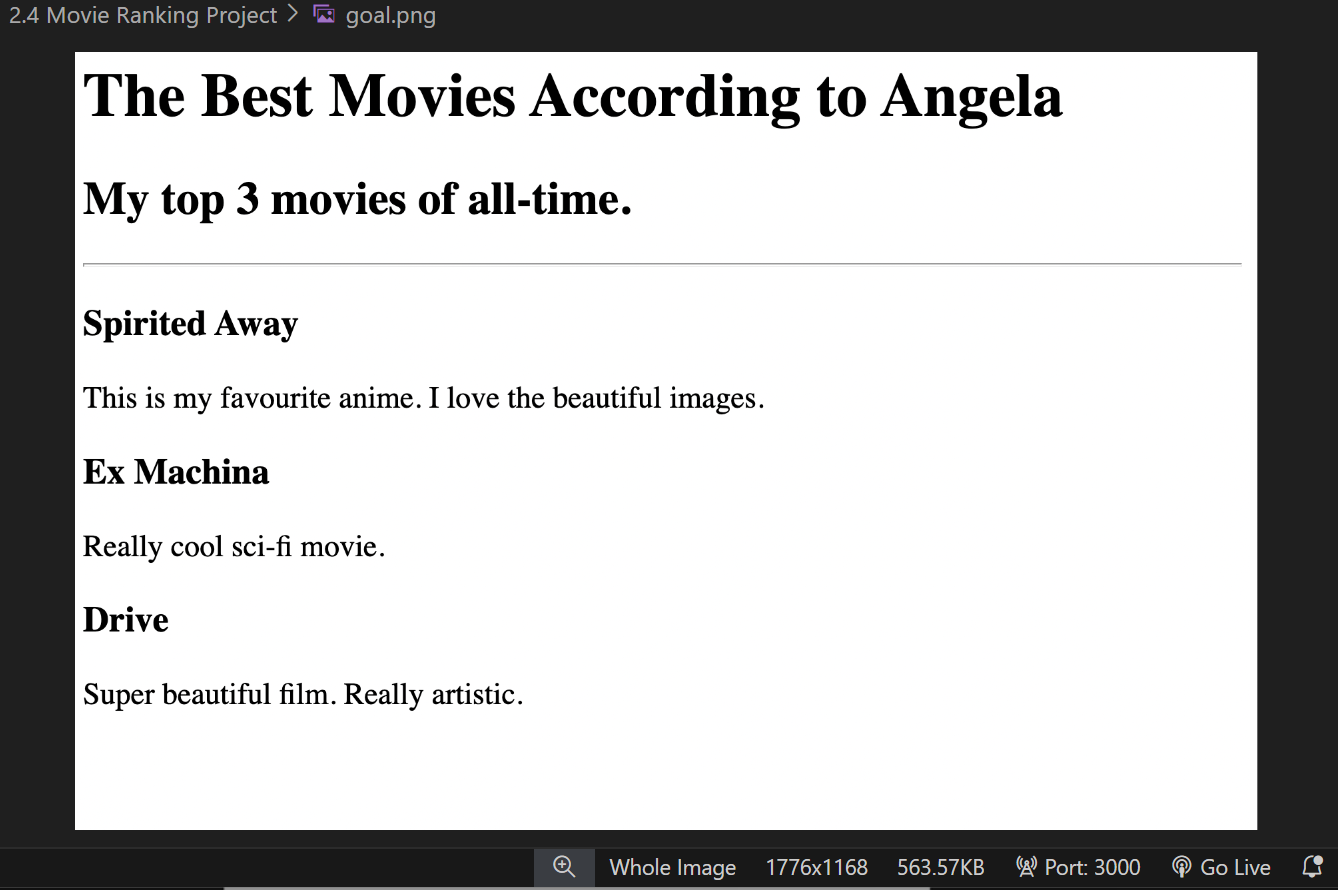 2.4 Movie Ranking Project > goal.png
The Best Movies According to Angela
My top 3 movies of all-time.
Spirited Away
This is my favourite anime. I love the beautiful images.
Ex Machina
Really cool sci-fi movie.
Drive
Super beautiful film. Really artistic.
Whole Image 1776x1168 563.57KB Port: 3000 Go Live